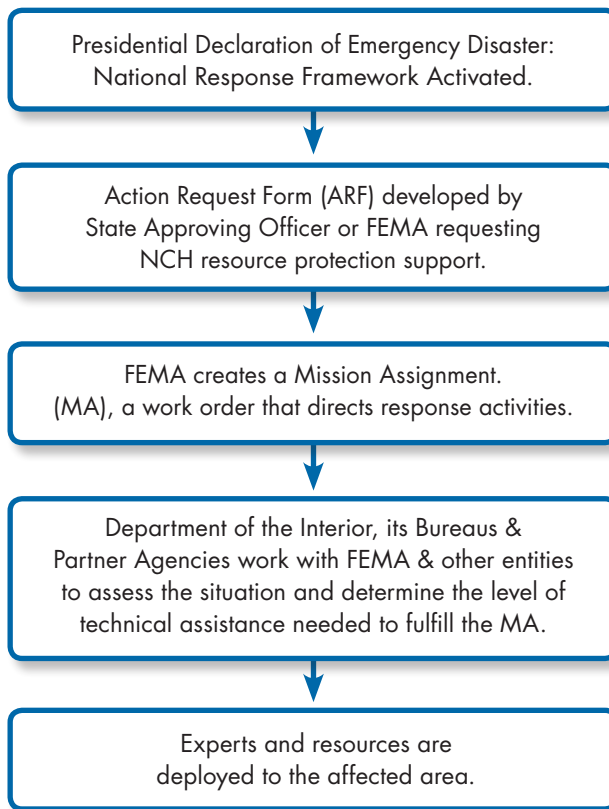 Presidential Declaration of Emergency Disaster:
National Response Framework Activated.
Action Request Form (ARF) developed by
State Approving Officer or FEMA requesting
NCH resource protection support.
FEMA creates a Mission Assignment.
(MA), a work order that directs response activities.
Department of the Interior, its Bureaus &
Partner Agencies work with FEMA & other entities
to assess the situation and determine the level of
technical assistance needed to fulfill the MA.
Experts and resources are
deployed to the affected area.